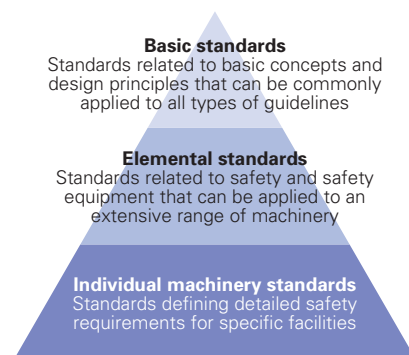 Basic standards
Standards related to basic concepts and
design principles that can be commonly
applied to all types of guidelines
Elemental standards
Standards related to safety and safety
equipment that can be applied to an
extensive range of machinery
Individual machinery standards
Standards defining detailed safety
requirements for specific facilities